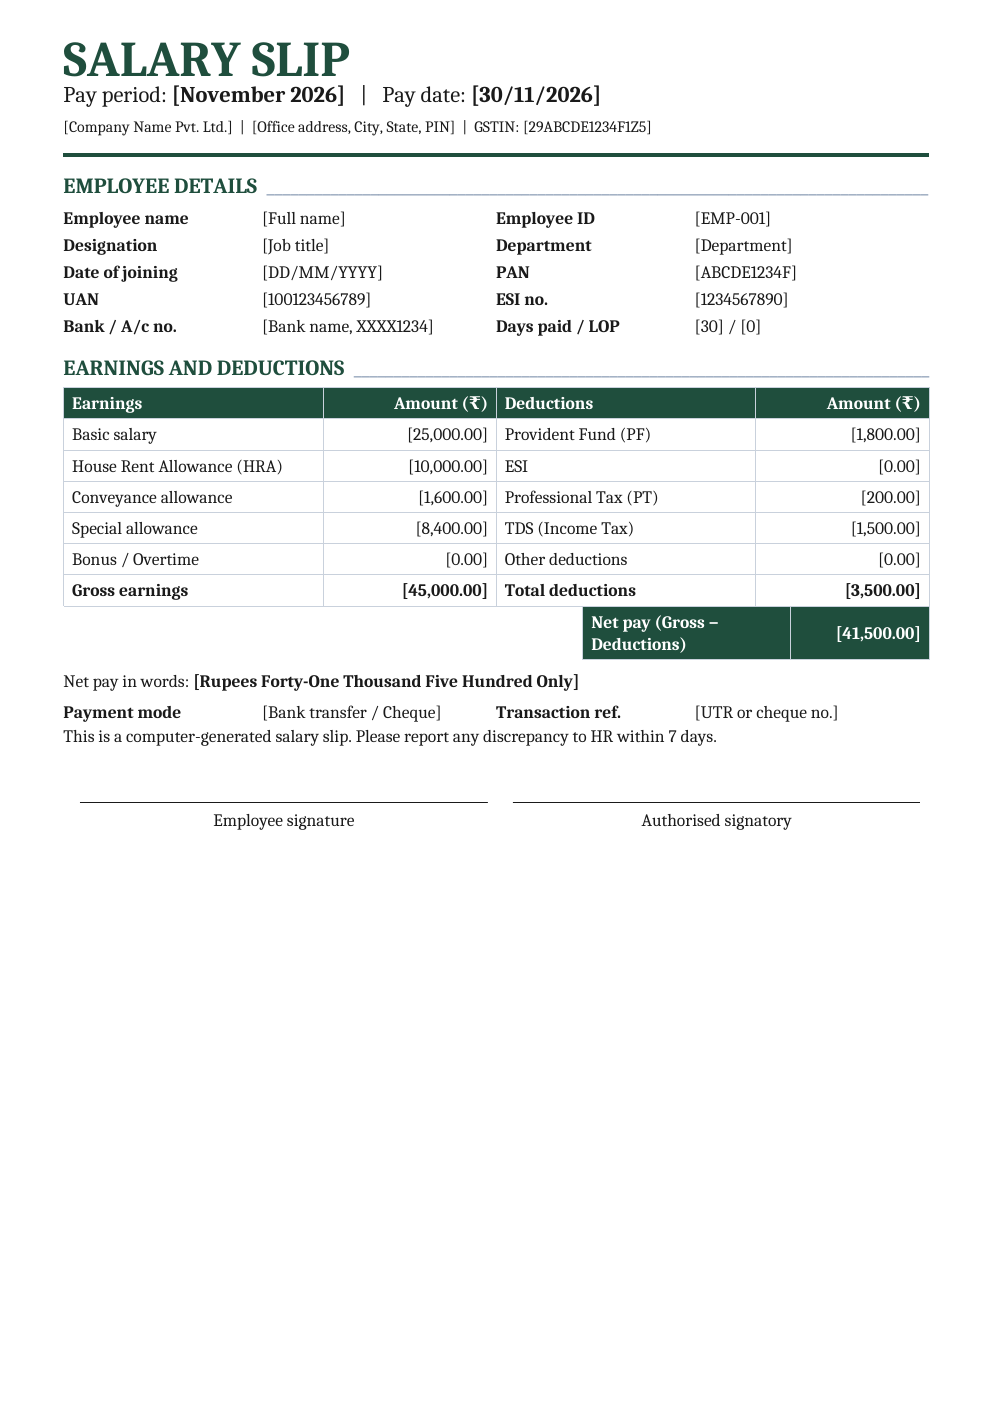 SALARY SLIP
Pay period: [November 2026] | Pay date: [30/11/2026]
[Company Name Pvt. Ltd.] | [Office address, City, State, PIN] | GSTIN: [29ABCDE1234F1Z5]
EMPLOYEE DETAILS
Employee name [Full name] Employee ID [EMP-001]
Designation [Job title] Department [Department]
Date of joining [DD/MM/YYYY] PAN [ABCDE1234F]
UAN [100123456789] ESI no. [1234567890]
Bank / A/c no. [Bank name, XXXX1234] Days paid / LOP [30] / [0]
EARNINGS AND DEDUCTIONS
Earnings Amount (₹) Deductions Amount (₹)
Basic salary [25,000.00] Provident Fund (PF) [1,800.00]
House Rent Allowance (HRA) [10,000.00] ESI [0.00]
Conveyance allowance [1,600.00] Professional Tax (PT) [200.00]
Special allowance [8,400.00] TDS (Income Tax) [1,500.00]
Bonus / Overtime [0.00] Other deductions [0.00]
Gross earnings [45,000.00] Total deductions [3,500.00]
Net pay (Gross –
Deductions) [41,500.00]
Net pay in words: [Rupees Forty-One Thousand Five Hundred Only]
Payment mode [Bank transfer / Cheque] Transaction ref. [UTR or cheque no.]
This is a computer-generated salary slip. Please report any discrepancy to HR within 7 days.
Employee signature Authorised signatory